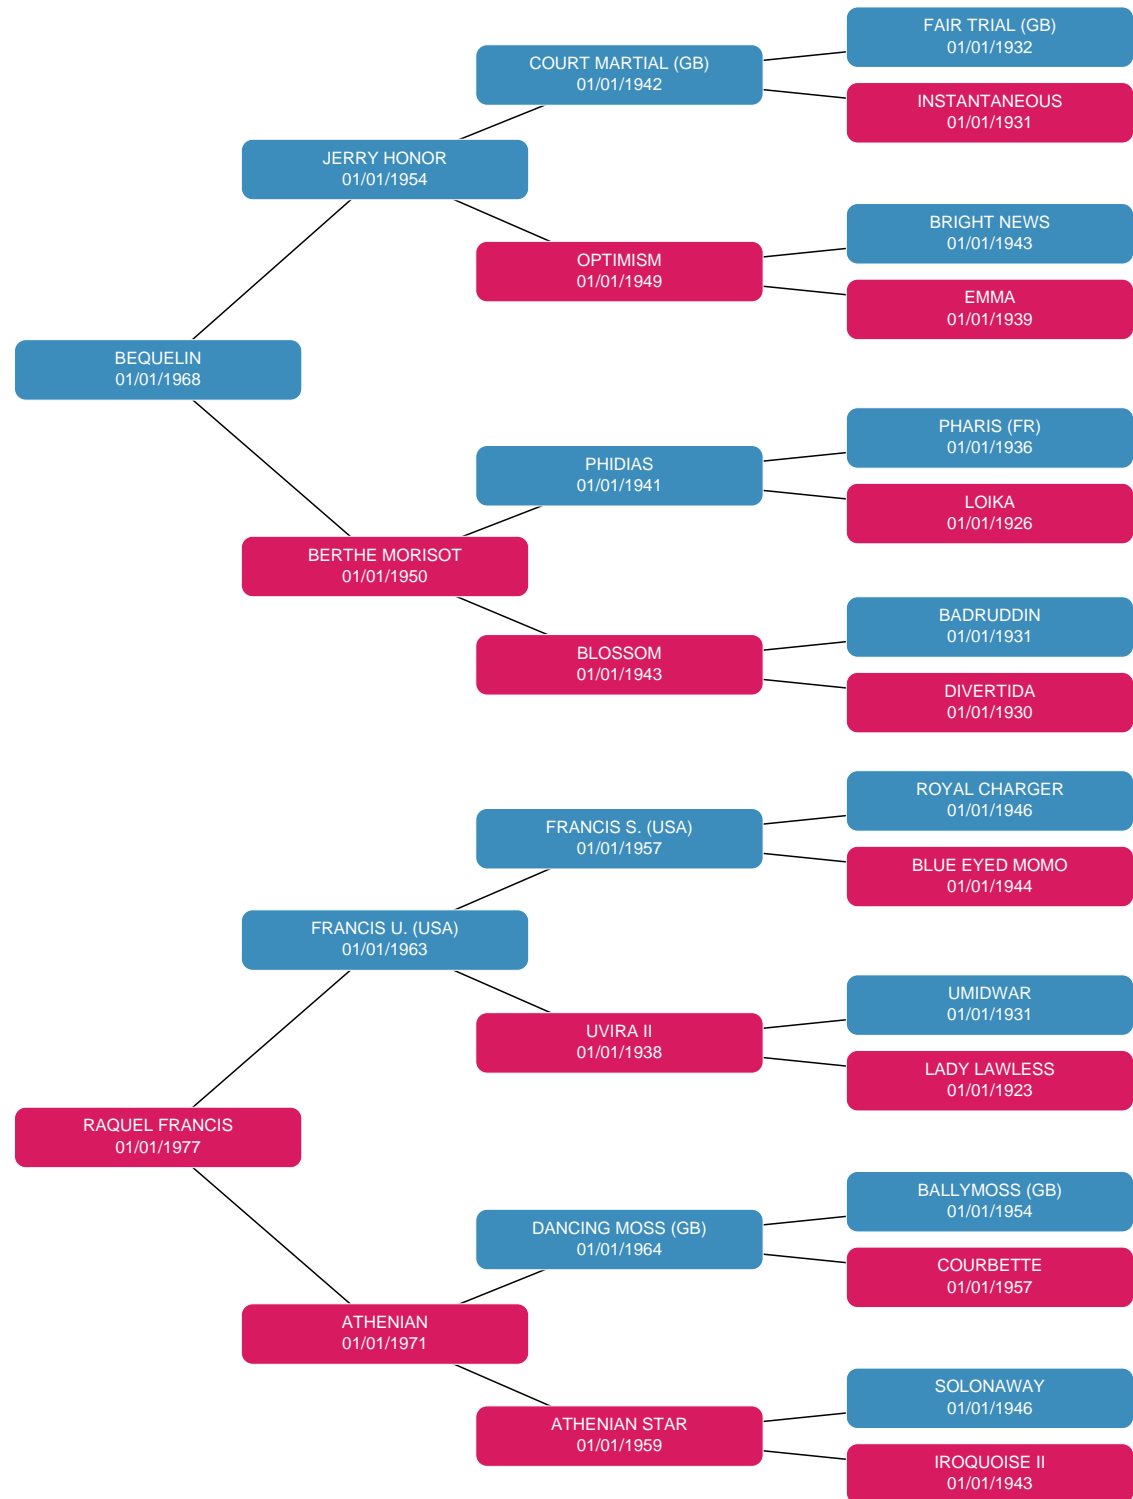 FAIR TRIAL (GB)
01/01/1932
COURT MARTIAL (GB)
01/01/1942
INSTANTANEOUS
01/01/1931
JERRY HONOR
01/01/1954
BRIGHT NEWS
01/01/1943
OPTIMISM
01/01/1949
EMMA
01/01/1939
BEQUELIN
01/01/1968
PHARIS (FR)
01/01/1936
PHIDIAS
01/01/1941
LOIKA
01/01/1926
BERTHE MORISOT
01/01/1950
BADRUDDIN
01/01/1931
BLOSSOM
01/01/1943
DIVERTIDA
01/01/1930
ROYAL CHARGER
01/01/1946
FRANCIS S. (USA)
01/01/1957
BLUE EYED MOMO
01/01/1944
FRANCIS U. (USA)
01/01/1963
UMIDWAR
01/01/1931
UVIRA II
01/01/1938
LADY LAWLESS
01/01/1923
RAQUEL FRANCIS
01/01/1977
BALLYMOSS (GB)
01/01/1954
DANCING MOSS (GB)
01/01/1964
COURBETTE
01/01/1957
ATHENIAN
01/01/1971
SOLONAWAY
01/01/1946
ATHENIAN STAR
01/01/1959
IROQUOISE II
01/01/1943